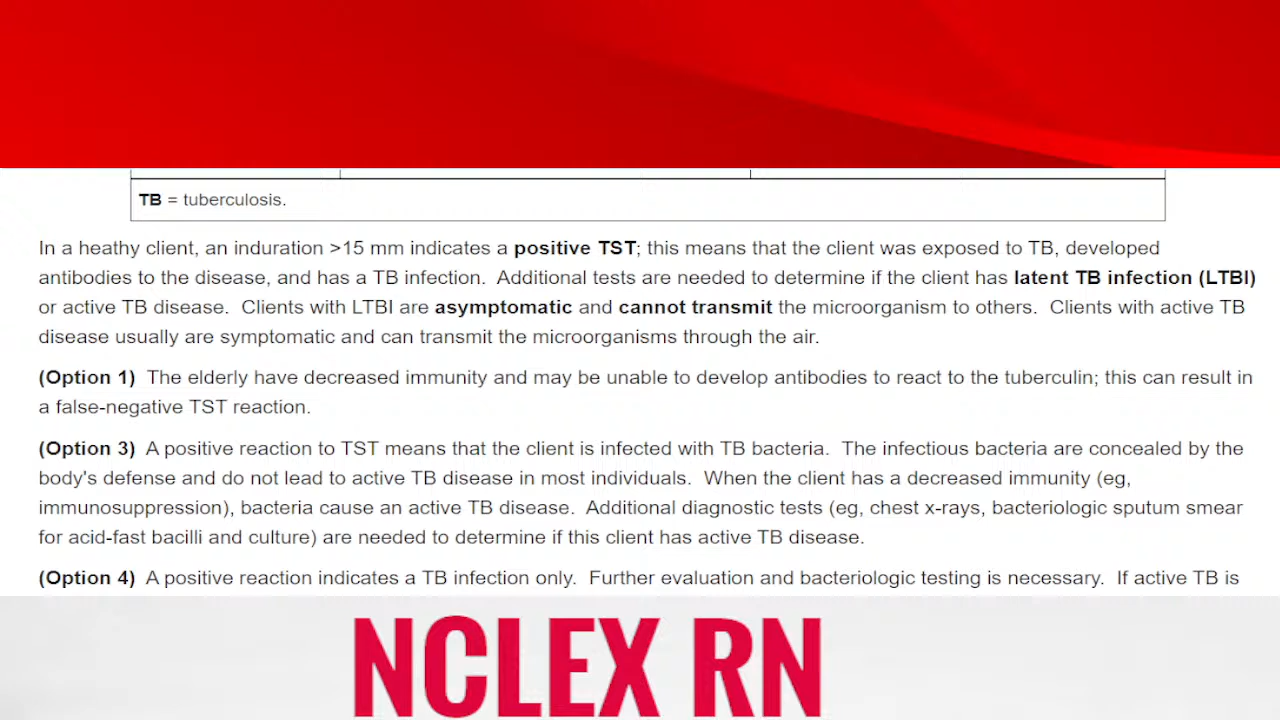 TB = tuberculosis.
In a heathy client, an induration >15 mm indicates a positive TST; this means that the client was exposed to TB, developed
antibodies to the disease, and has a TB infection. Additional tests are needed to determine if the client has latent TB infection (LTBI)
or active TB disease. Clients with LTBI are asymptomatic and cannot transmit the microorganism to others. Clients with active TB
disease usually are symptomatic and can transmit the microorganisms through the air.
(Option 1) The elderly have decreased immunity and may be unable to develop antibodies to react to the tuberculin; this can result in
a false-negative TST reaction.
(Option 3) A positive reaction to TST means that the client is infected with TB bacteria. The infectious bacteria are concealed by the
body's defense and do not lead to active TB disease in most individuals. When the client has a decreased immunity (eg,
immunosuppression), bacteria cause an active TB disease. Additional diagnostic tests (eg, chest x-rays, bacteriologic sputum smear
for acid-fast bacilli and culture) are needed to determine if this client has active TB disease.
(Option 4) A positive reaction indicates a TB infection only. Further evaluation and bacteriologic testing is necessary. If active TB is
NCLEX RN